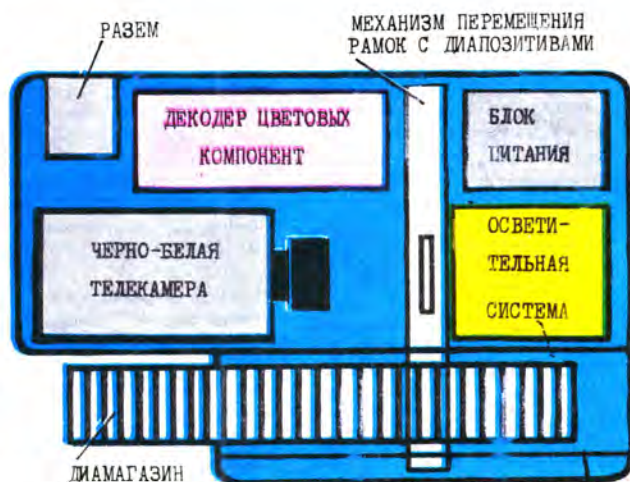 РАЗЕМ
МЕХАНИЗМ ПЕРЕМЕЩЕНИЯ
РАМОК С ДИАПОЗИТИВАМИ
ДЕКОДЕР ЦВЕТОВЫХ
КОМПОНЕНТ
БЛОК
ПИТАНИЯ
ЧЕРНО-БЕЛАЯ
ТЕЛЕКАМЕРА
ОСВЕТИ-
ТЕЛЬНАЯ
СИСТЕМА
ДИАМАГАЗИН